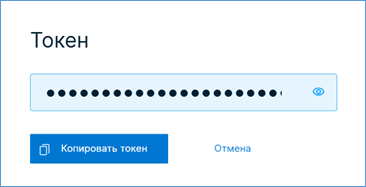 Токен
Копировать токен
Отмена